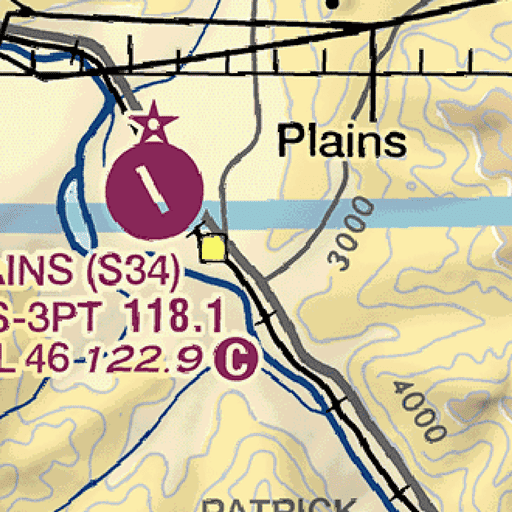 Plains
3000
AINS (S34)
S-3PT 118.1
L 46 122.9 C
4000
PATRICK